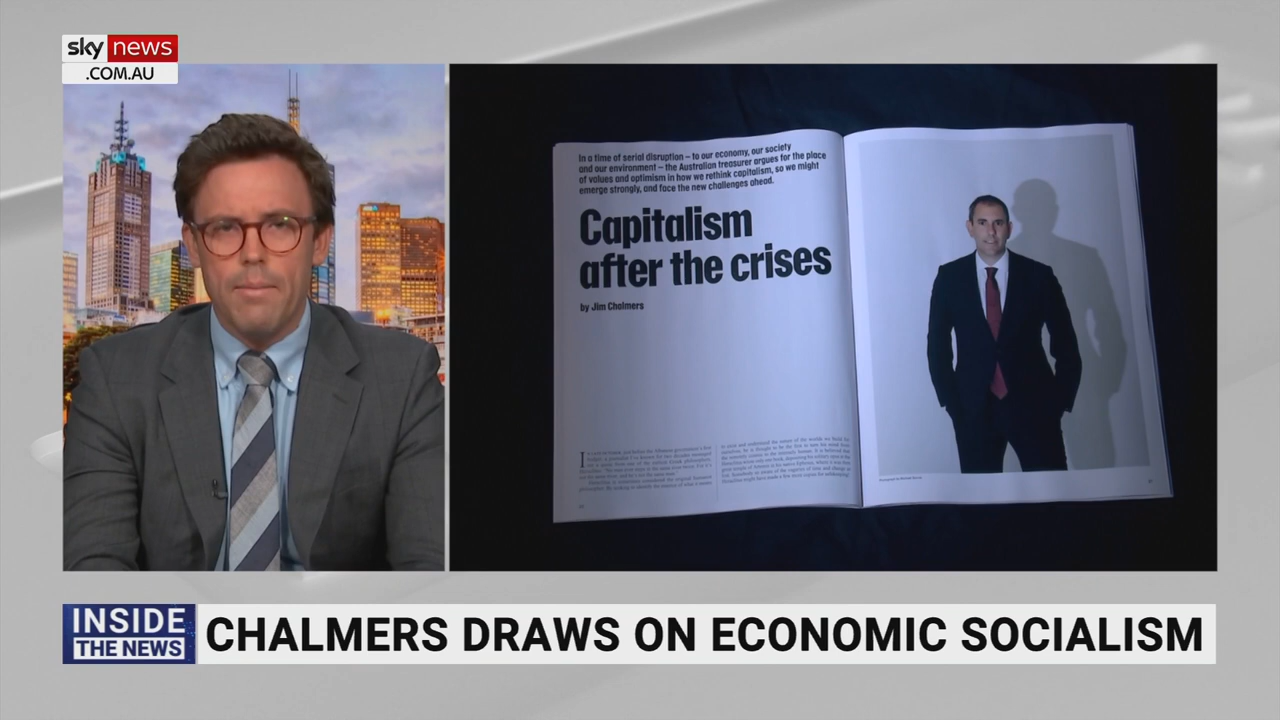 sky news
.COM.AU
In a time of serial disruption – to our economy, our society
and our environment – the Australian treasurer argues for the place
of values and optimism in how we rethink capitalism, so we might
emerge strongly, and face the new challenges ahead.
Capitalism
after the crises
by Jim Chalmers
INSIDE
THE NEWS
CHALMERS DRAWS ON ECONOMIC SOCIALISM